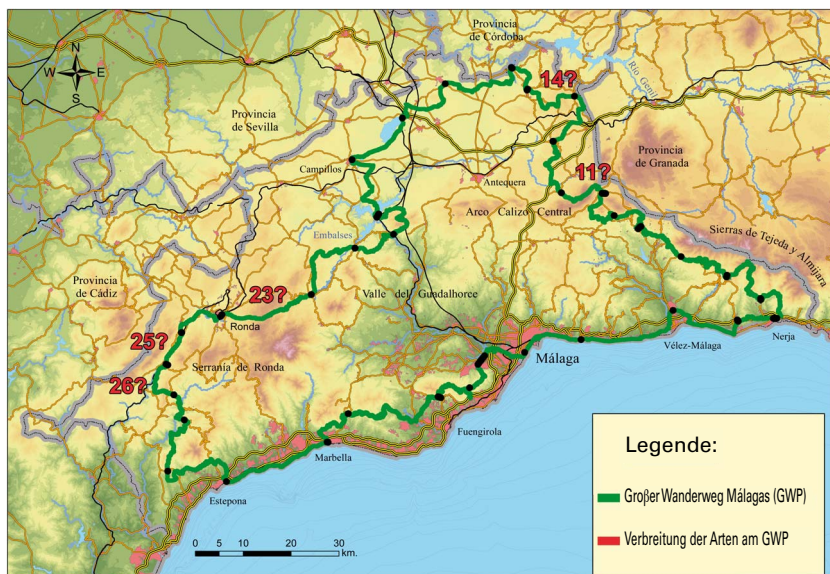 N
W E
S
Provincia
de Córdoba
Río Genil
Provincia
de Sevilla
14?
Provincia
de Granada
Campillos
Antequera
11?
Arco Calizo Central
Embalses
Sierras de Tejeda y Almijara
Provincia
de Cádiz
23?
Valle del Guadalhorce
Ronda
25?
Serranía de Ronda
26?
Málaga
Vélez-Málaga
Nerja
Fuengirola
Marbella
Estepona
0 5 10 20 30
km.
Legende:
Groβer Wanderweg Málagas (GWP)
Verbreitung der Arten am GWP